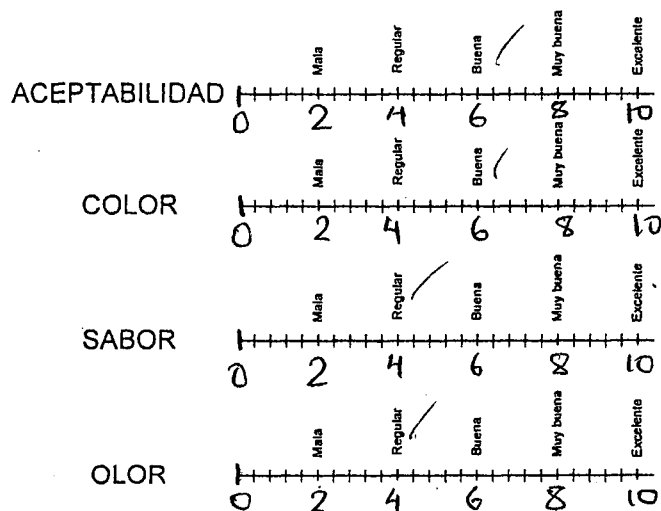 Mala Regular Buena Muy buena Excelente
ACEPTABILIDAD
0 2 4 6 8 10
Mala Regular Buena Muy buena Excelente
COLOR
0 2 4 6 8 10
Mala Regular Buena Muy buena Excelente
SABOR
0 2 4 6 8 10
Mala Regular Buena Muy buena Excelente
OLOR
0 2 4 6 8 10